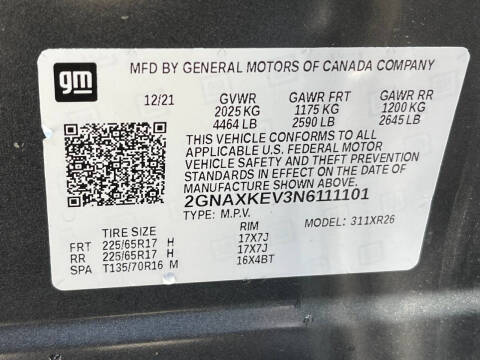 gm
MFD BY GENERAL MOTORS OF CANADA COMPANY
12/21 GVWR GAWR FRT GAWR RR
2025 KG 1175 KG 1200 KG
4464 LB 2590 LB 2645 LB
THIS VEHICLE CONFORMS TO ALL
APPLICABLE U.S. FEDERAL MOTOR
VEHICLE SAFETY AND THEFT PREVENTION
STANDARDS IN EFFECT ON THE DATE OF
MANUFACTURE SHOWN ABOVE.
2GNAXKEV3N6111101
TYPE: M.P.V. MODEL: 311XR26
TIRE SIZE RIM
FRT 225/65R17 H 17X7J
RR 225/65R17 H 17X7J
SPA T135/70R16 M 16X4BT